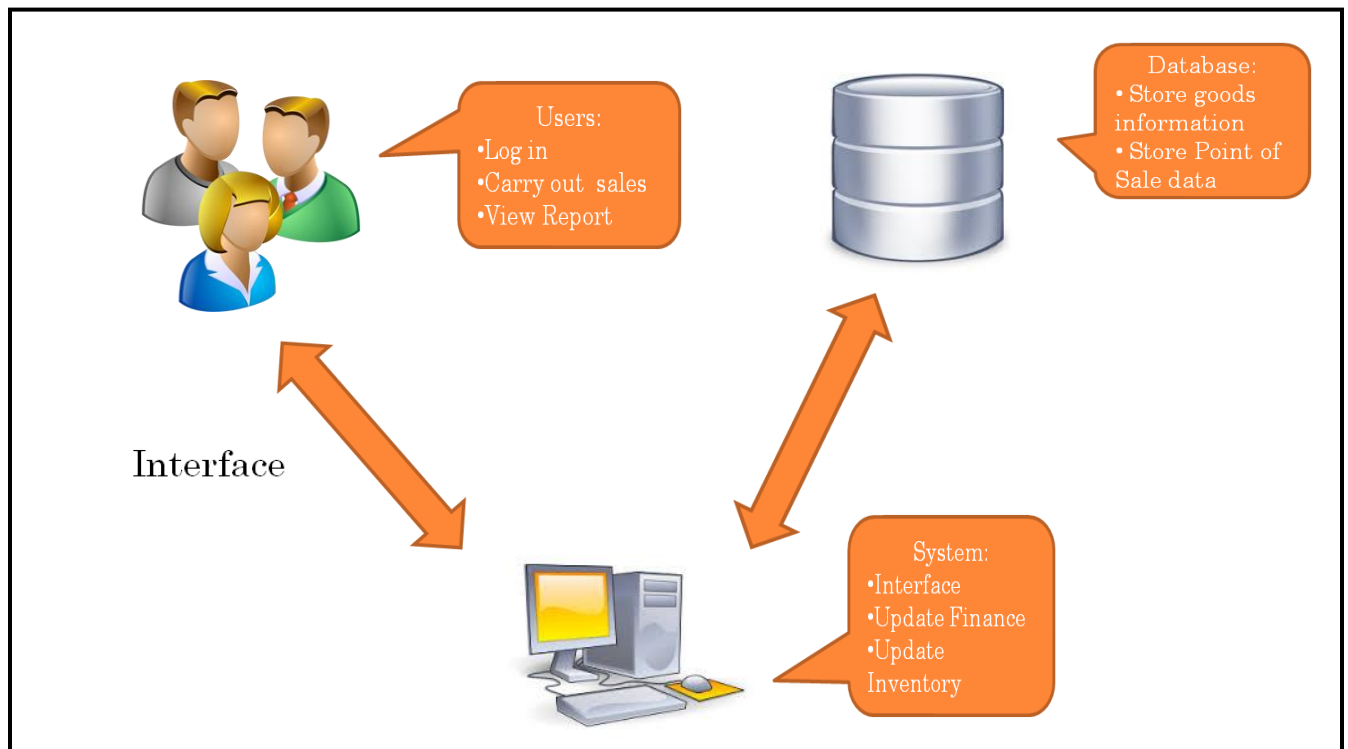 Users:
•Log in
•Carry out sales
•View Report
Database:
• Store goods
information
• Store Point of
Sale data
Interface
System:
•Interface
•Update Finance
•Update
Inventory